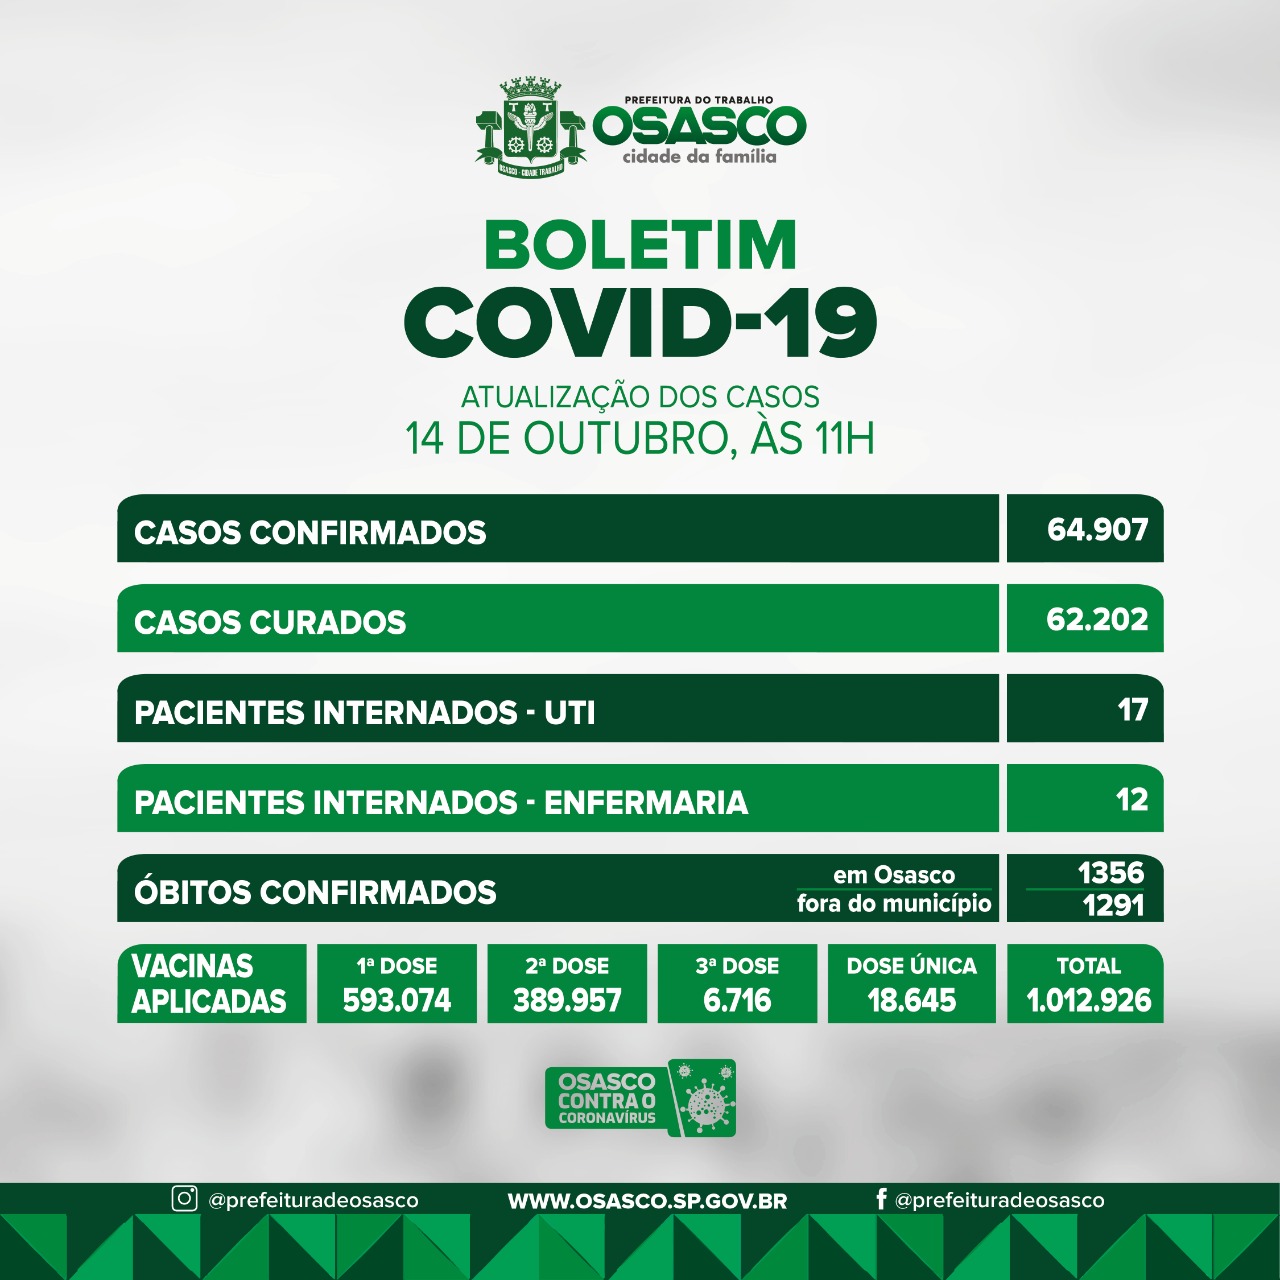 PREFEITURA DO TRABALHO
OSASCO
cidade da família
OSASCO - CIDADE TRABALHO
BOLETIM
COVID-19
ATUALIZAÇÃO DOS CASOS
14 DE OUTUBRO, ÀS 11H
CASOS CONFIRMADOS 64.907
CASOS CURADOS 62.202
PACIENTES INTERNADOS - UTI 17
PACIENTES INTERNADOS - ENFERMARIA 12
ÓBITOS CONFIRMADOS
em Osasco 1356
fora do município 1291
VACINAS APLICADAS
1ª DOSE 593.074
2ª DOSE 389.957
3ª DOSE 6.716
DOSE ÚNICA 18.645
TOTAL 1.012.926
OSASCO
CONTRA O
CORONAVÍRUS
@prefeituradeosasco WWW.OSASCO.SP.GOV.BR f @prefeituradeosasco